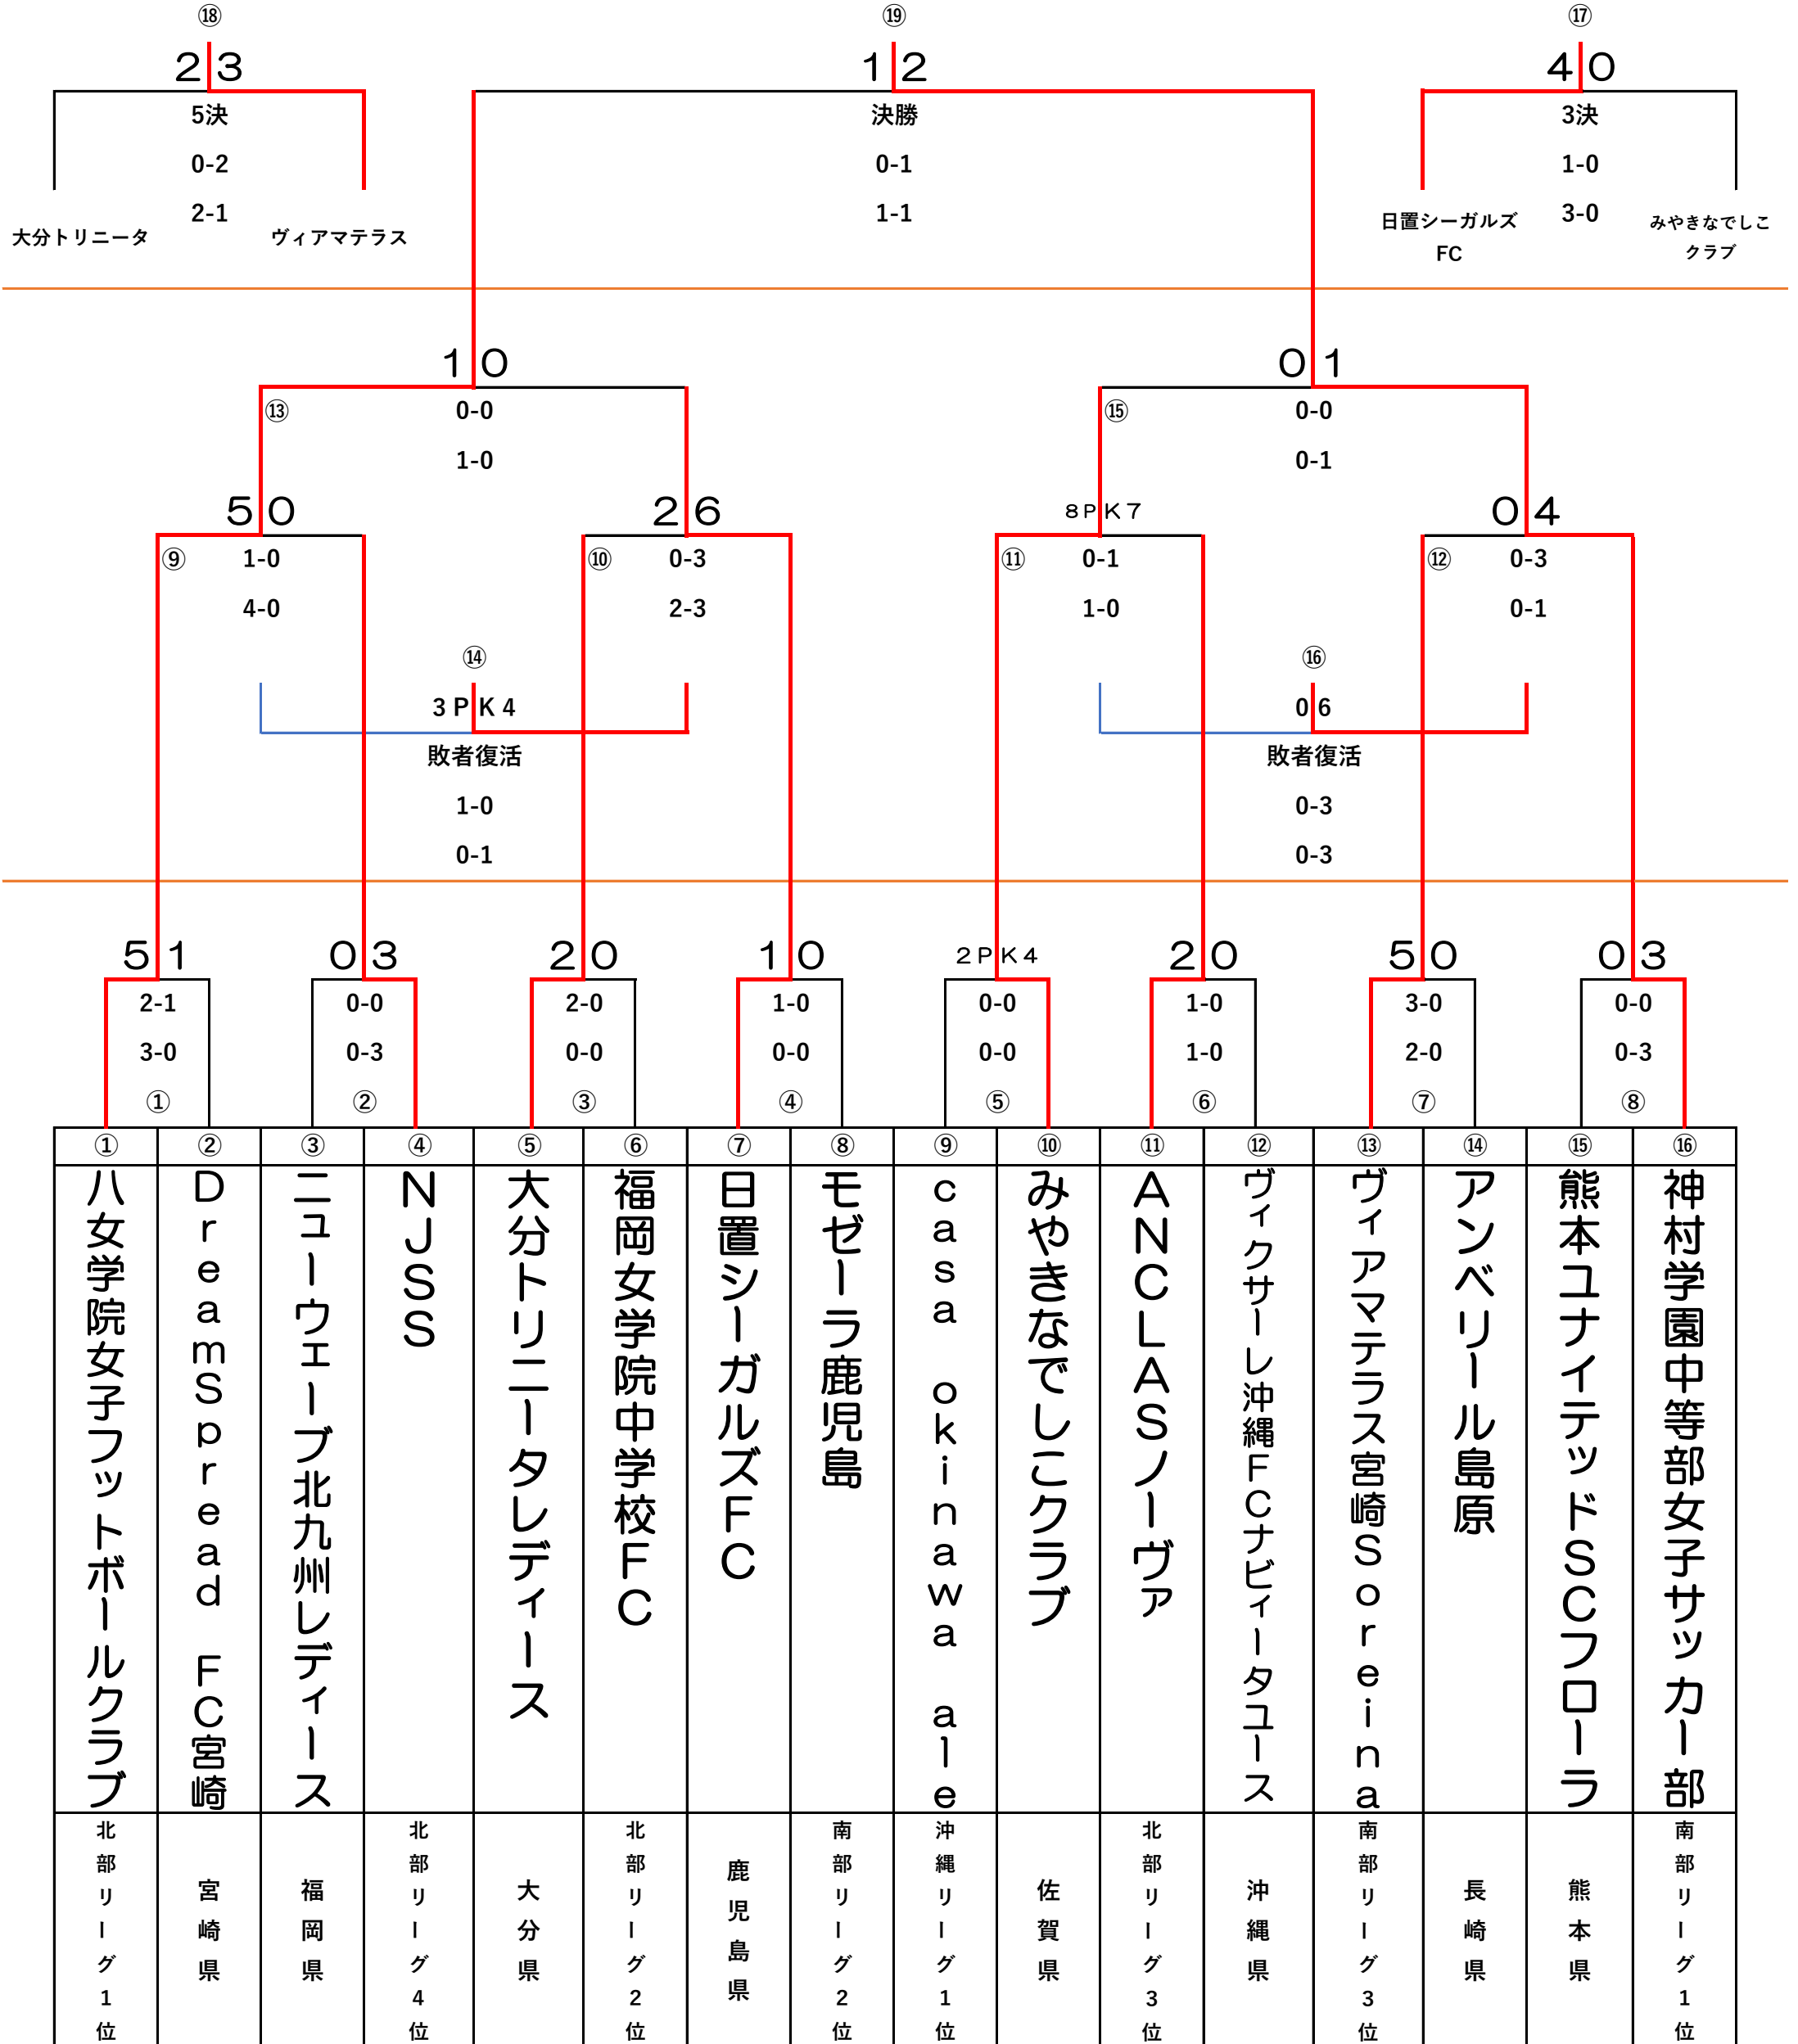 ⑱ ⑲ ⑰
2 3 1 2 4 0
5決 決勝 3決
0-2 0-1 1-0
2-1 1-1 3-0
大分トリニータ ヴィアマテラス 日置シーガルズ みやきなでしこ
FC クラブ
1 0 0 1
⑬ 0-0 ⑮ 0-0
1-0 0-1
5 0 2 6 8PK7 0 4
⑨ 1-0 ⑩ 0-3 ⑪ 0-1 ⑫ 0-3
4-0 2-3 1-0 0-1
⑭ ⑯
3PK4 0 6
敗者復活 敗者復活
1-0 0-3
0-1 0-3
5 1 0 3 2 0 1 0 2PK4 2 0 5 0 0 3
2-1 0-0 2-0 1-0 0-0 1-0 3-0 0-0
3-0 0-3 0-0 0-0 0-0 1-0 2-0 0-3
① ② ③ ④ ⑤ ⑥ ⑦ ⑧
① ② ③ ④ ⑤ ⑥ ⑦ ⑧ ⑨ ⑩ ⑪ ⑫ ⑬ ⑭ ⑮ ⑯
八女学院女子フットボールクラブ
DreamSpread FC宮崎
ニューウェーブ北九州レディース
NJSS
大分トリニータレディース
福岡女学院中学校FC
日置シーガルズFC
モゼーラ鹿児島
casa okinawa ale
みやきなでしこクラブ
ANCLASノーヴァ
ヴィクサーレ沖縄FCナビィータユース
ヴィアマテラス宮崎Soreina
アンベリール島原
熊本ユナイテッドSCフローラ
神村学園中等部女子サッカー部
北部リーグ1位
宮崎県
福岡県
北部リーグ4位
大分県
北部リーグ2位
鹿児島県
南部リーグ2位
沖縄リーグ1位
佐賀県
北部リーグ3位
沖縄県
南部リーグ3位
長崎県
熊本県
南部リーグ1位